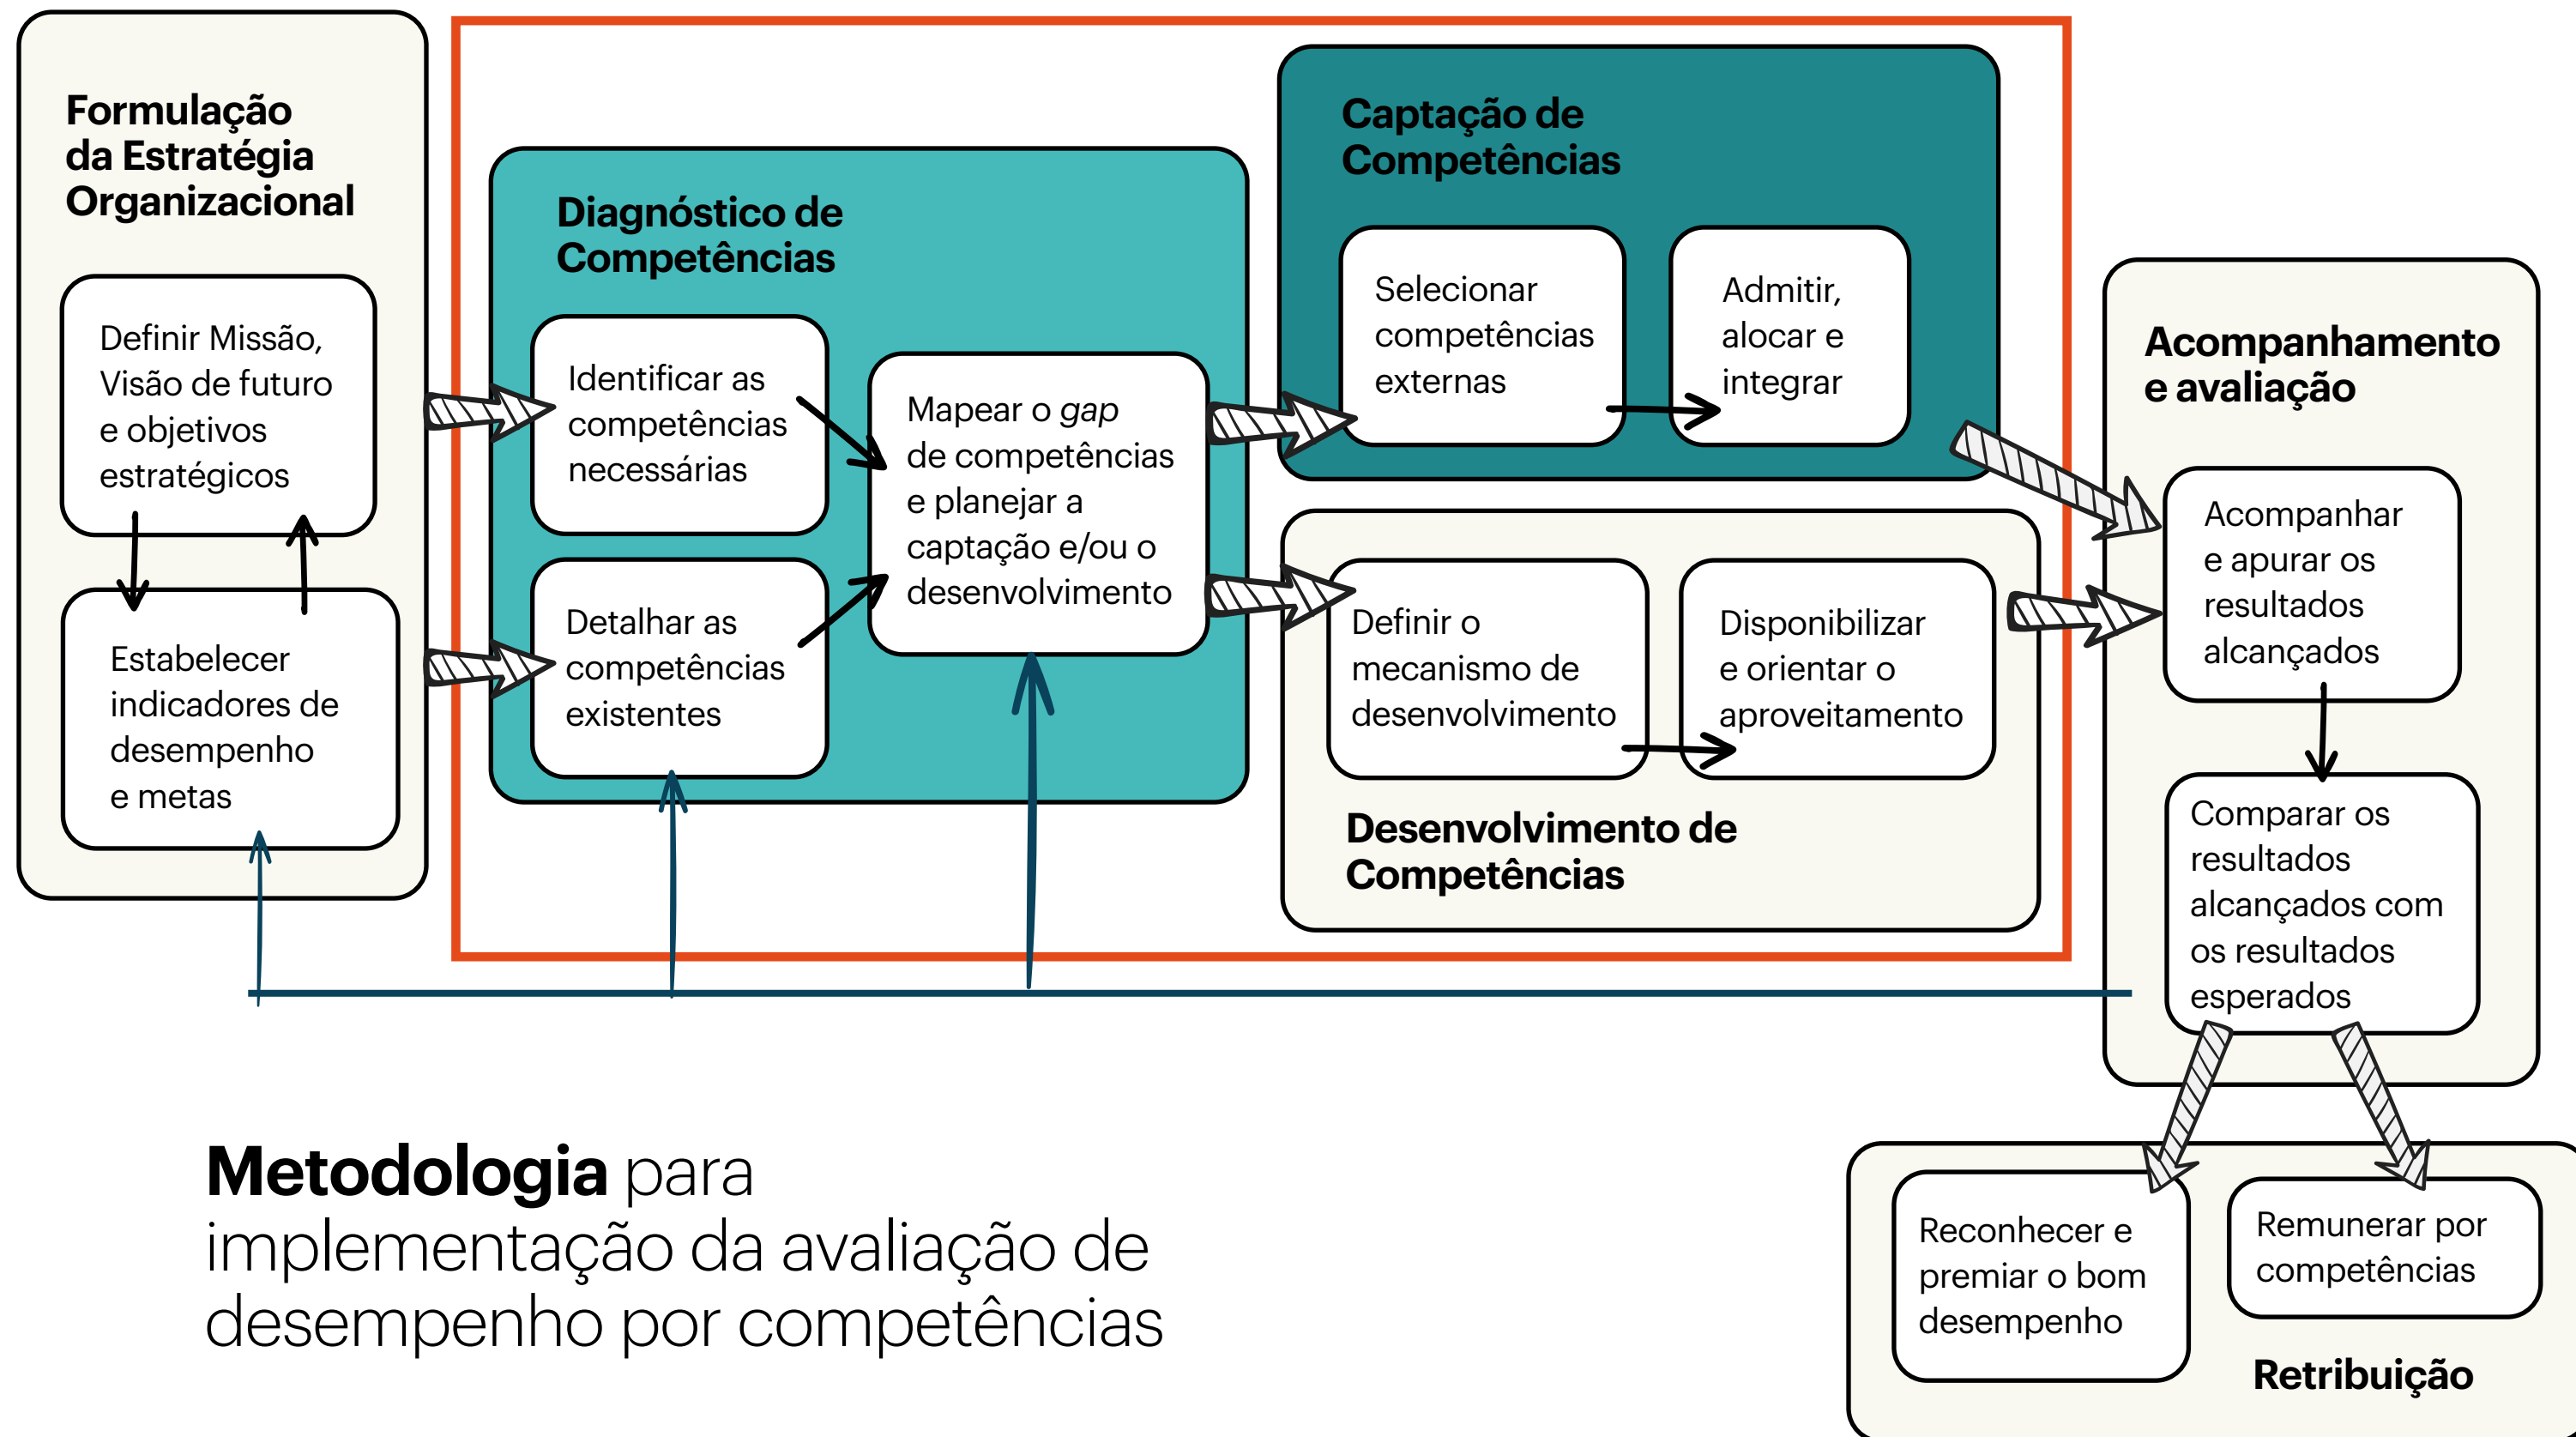 Formulação
da Estratégia
Organizacional
Definir Missão,
Visão de futuro
e objetivos
estratégicos
Estabelecer
indicadores de
desempenho
e metas
Diagnóstico de
Competências
Identificar as
competências
necessárias
Detalhar as
competências
existentes
Mapear o gap
de competências
e planejar a
captação e/ou o
desenvolvimento
Captação de
Competências
Selecionar
competências
externas
Admitir,
alocar e
integrar
Definir o
mecanismo de
desenvolvimento
Disponibilizar
e orientar o
aproveitamento
Desenvolvimento de
Competências
Acompanhamento
e avaliação
Acompanhar
e apurar os
resultados
alcançados
Comparar os
resultados
alcançados com
os resultados
esperados
Reconhecer e
premiar o bom
desempenho
Remunerar por
competências
Retribuição
Metodologia para
implementação da avaliação de
desempenho por competências